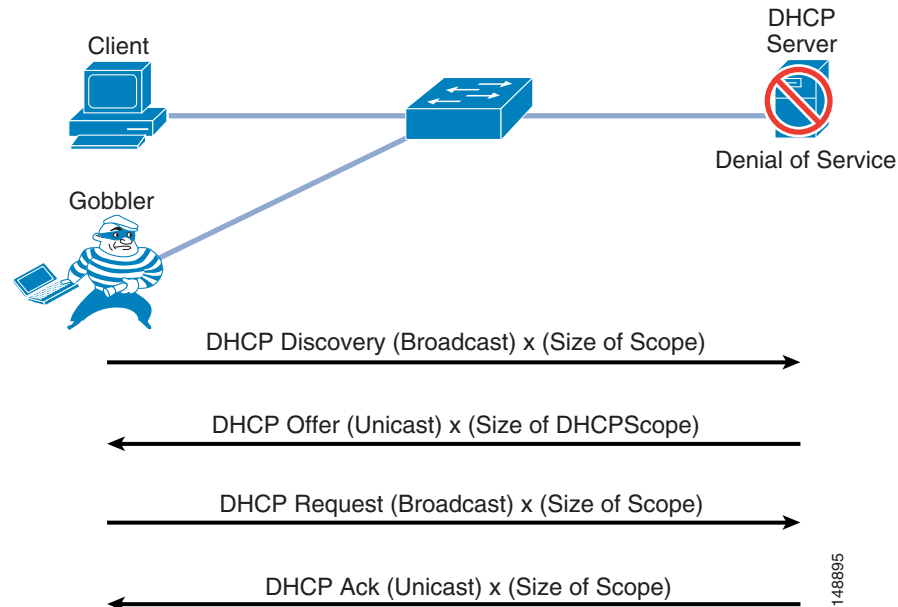 DHCP
Server
Client
Denial of Service
Gobbler
DHCP Discovery (Broadcast) x (Size of Scope)
DHCP Offer (Unicast) x (Size of DHCPScope)
DHCP Request (Broadcast) x (Size of Scope)
DHCP Ack (Unicast) x (Size of Scope)
148895